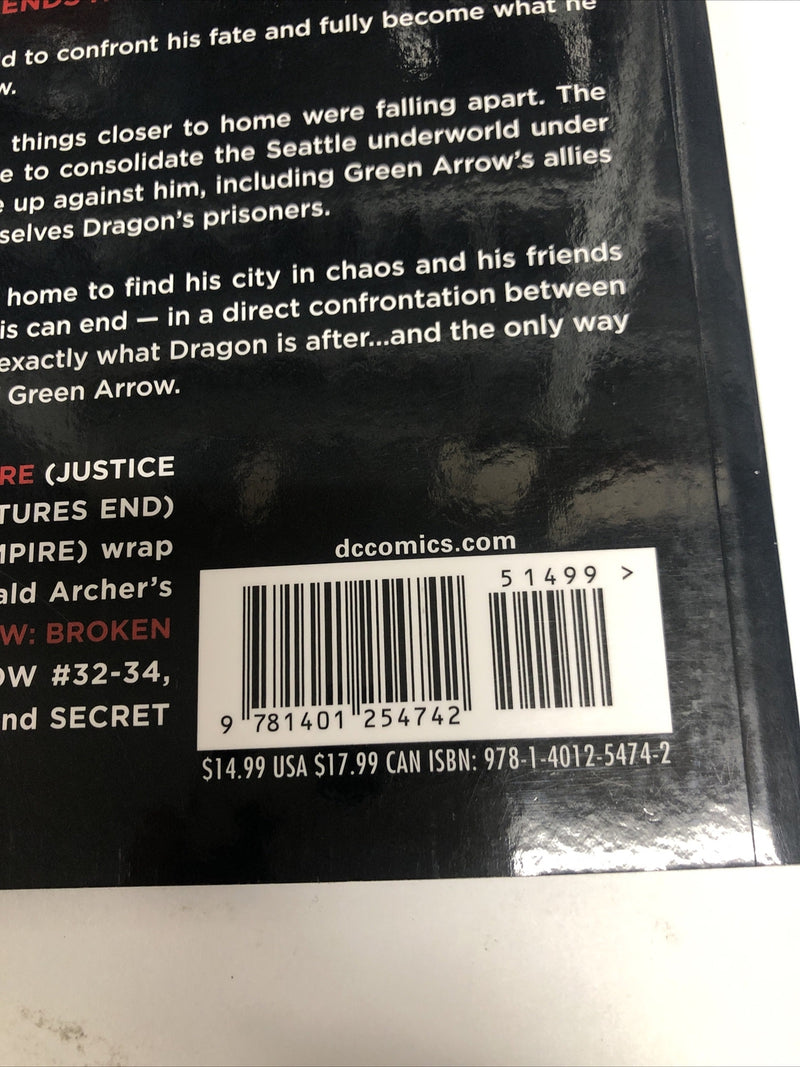 d to confront his fate and fully become what he
w.
things closer to home were falling apart. The
e to consolidate the Seattle underworld under
e up against him, including Green Arrow's allies
selves Dragon's prisoners.
home to find his city in chaos and his friends
is can end — in a direct confrontation between
exactly what Dragon is after...and the only way
Green Arrow.
RE (JUSTICE
TURES END)
MPIRE) wrap
ald Archer's
W: BROKEN
OW #32-34,
nd SECRET
dccomics.com
51499 >
9 781401 254742
$14.99 USA $17.99 CAN ISBN: 978-1-4012-5474-2